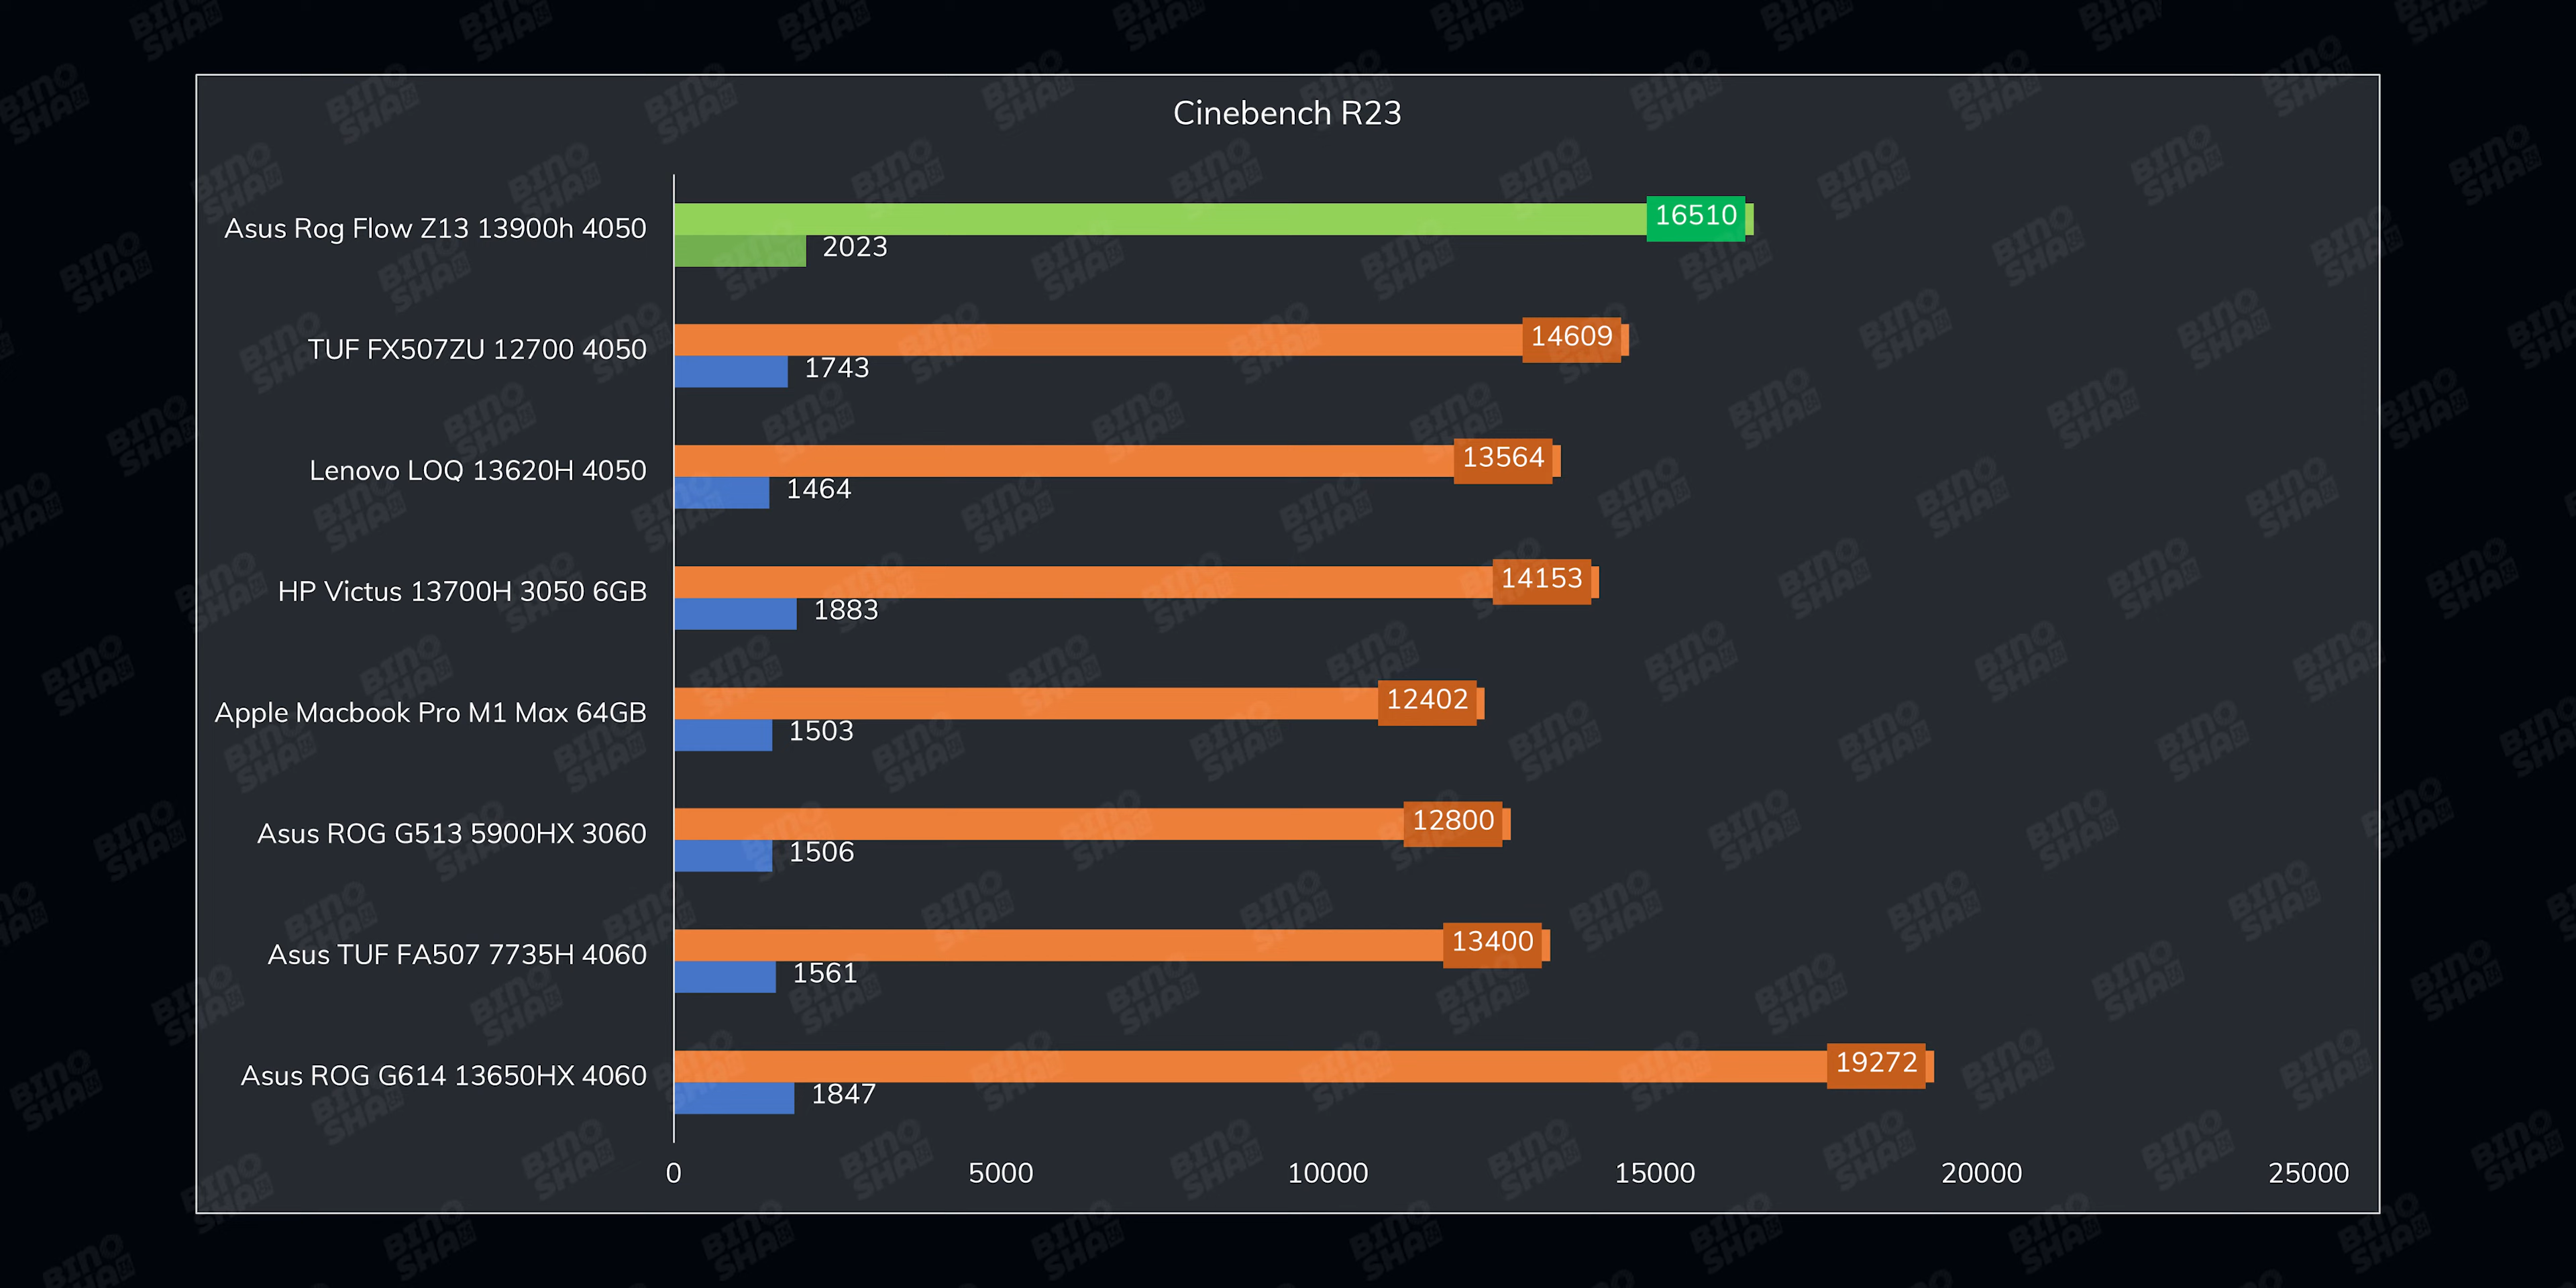 Cinebench R23
Asus Rog Flow Z13 13900h 4050
16510
2023
TUF FX507ZU 12700 4050
14609
1743
Lenovo LOQ 13620H 4050
13564
1464
HP Victus 13700H 3050 6GB
14153
1883
Apple Macbook Pro M1 Max 64GB
12402
1503
Asus ROG G513 5900HX 3060
12800
1506
Asus TUF FA507 7735H 4060
13400
1561
Asus ROG G614 13650HX 4060
19272
1847
0 5000 10000 15000 20000 25000
BINO
SHA